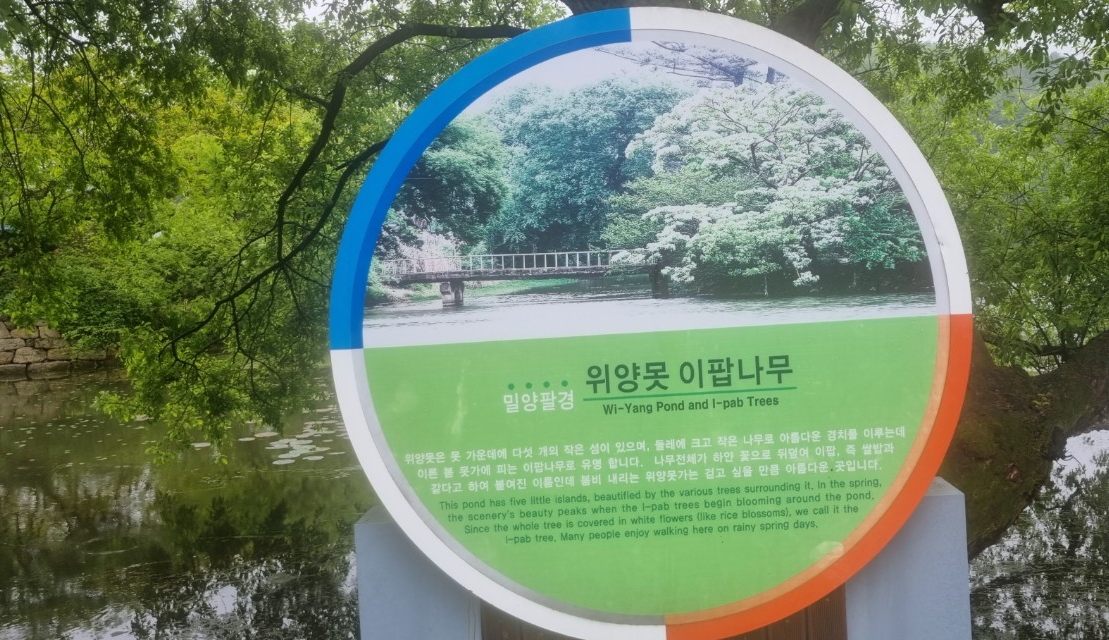 밀양팔경
위양못 이팝나무
Wi-Yang Pond and I-pab Trees
위양못은 못 가운데에 다섯 개의 작은 섬이 있으며, 둘레에 크고 작은 나무로 아름다운 경치를 이루는데
이른 봄 못가에 피는 이팝나무로 유명 합니다. 나무전체가 하얀 꽃으로 뒤덮여 이팝, 즉 쌀밥과
같다고 하여 붙여진 이름인데 봄비 내리는 위양못가는 걷고 싶을 만큼 아름다운 곳입니다.
This pond has five little islands, beautified by the various trees surrounding it. In the spring,
the scenery's beauty peaks when the I-pab trees begin blooming around the pond.
Since the whole tree is covered in white flowers (like rice blossoms), we call it the
I-pab tree. Many people enjoy walking here on rainy spring days.